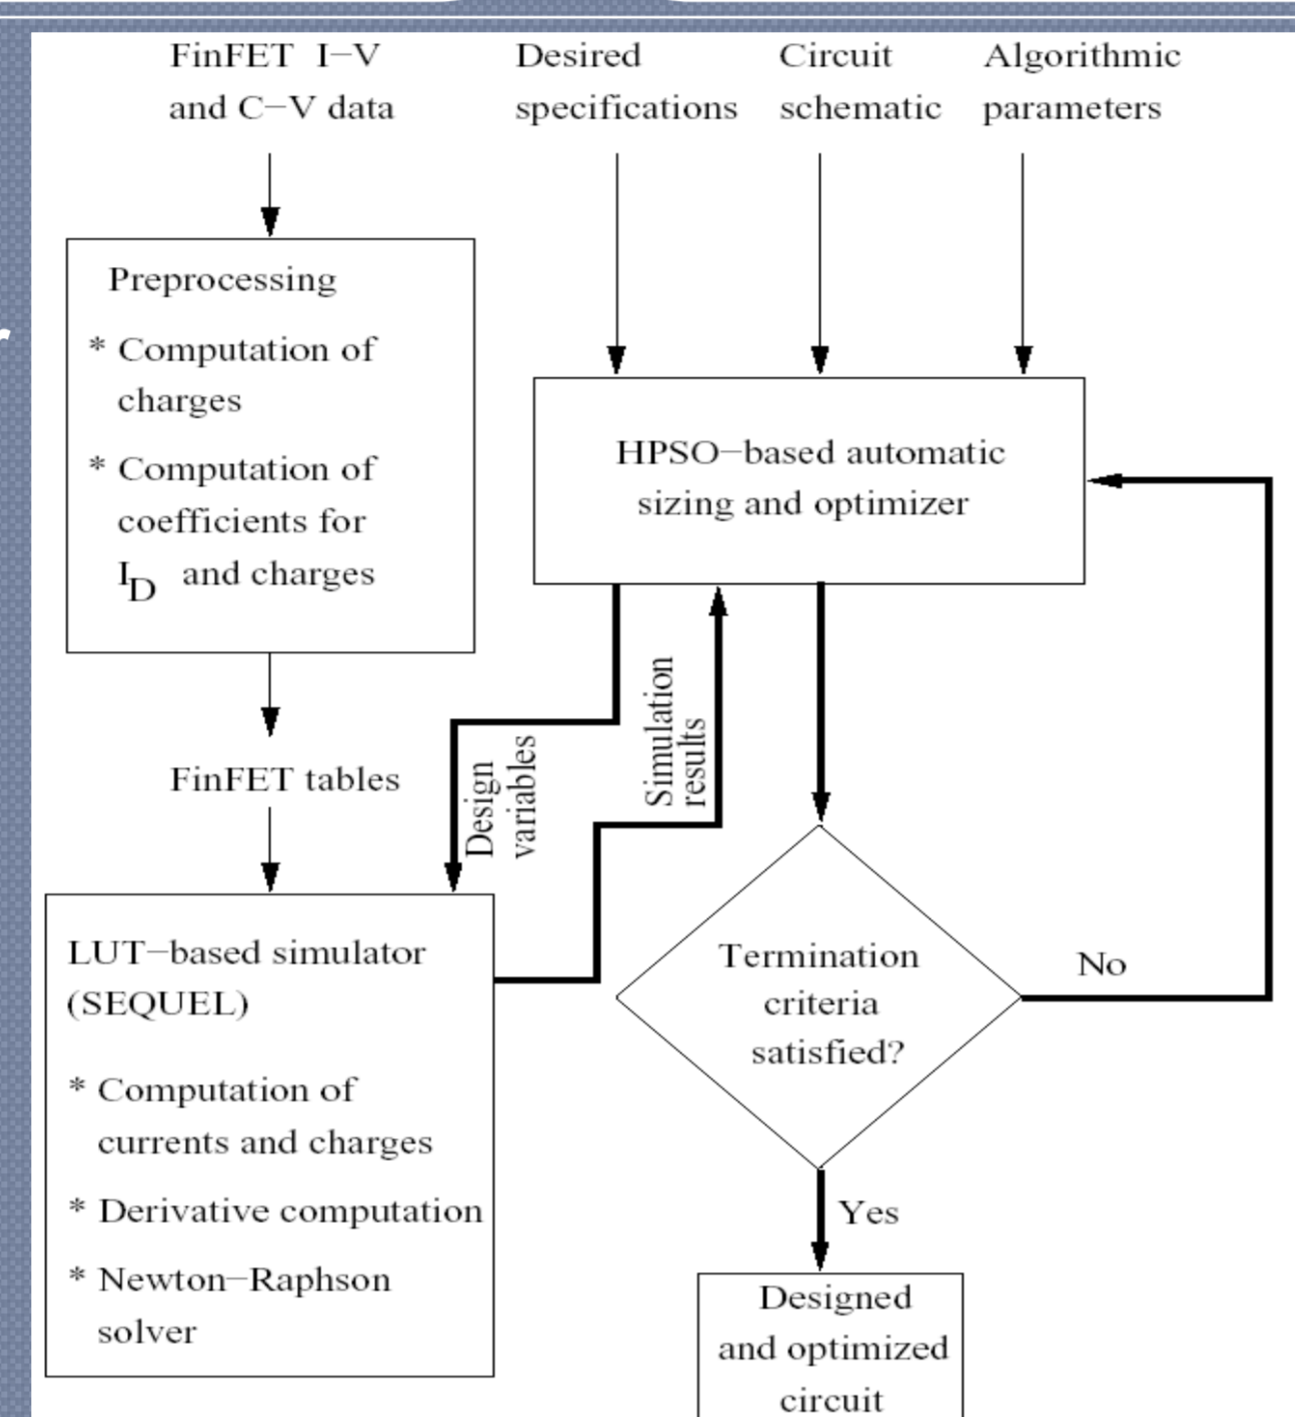 FinFET I−V
and C−V data
Desired
specifications
Circuit
schematic
Algorithmic
parameters
Preprocessing
* Computation of
charges
* Computation of
coefficients for
I_D and charges
HPSO−based automatic
sizing and optimizer
FinFET tables
Design
variables
Simulation
results
LUT−based simulator
(SEQUEL)
* Computation of
currents and charges
* Derivative computation
* Newton−Raphson
solver
Termination
criteria
satisfied?
No
Yes
Designed
and optimized
circuit